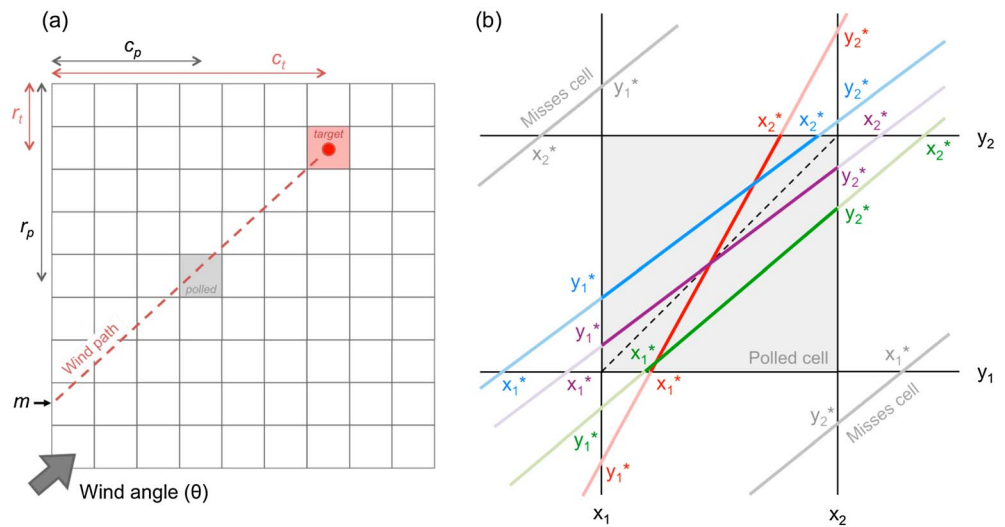 (a)
c_p
c_t
r_t
target
r_p
polled
Wind path
m
Wind angle (θ)
(b)
y_2*
Misses cell
y_1*
y_2*
x_2*
x_2*
x_2*
x_2*
x_2*
y_2
y_2*
y_2*
y_1*
y_1*
x_1*
Polled cell
x_1*
y_1
x_1*
x_1*
x_1*
y_2*
Misses cell
y_1*
y_1*
x_1
x_2